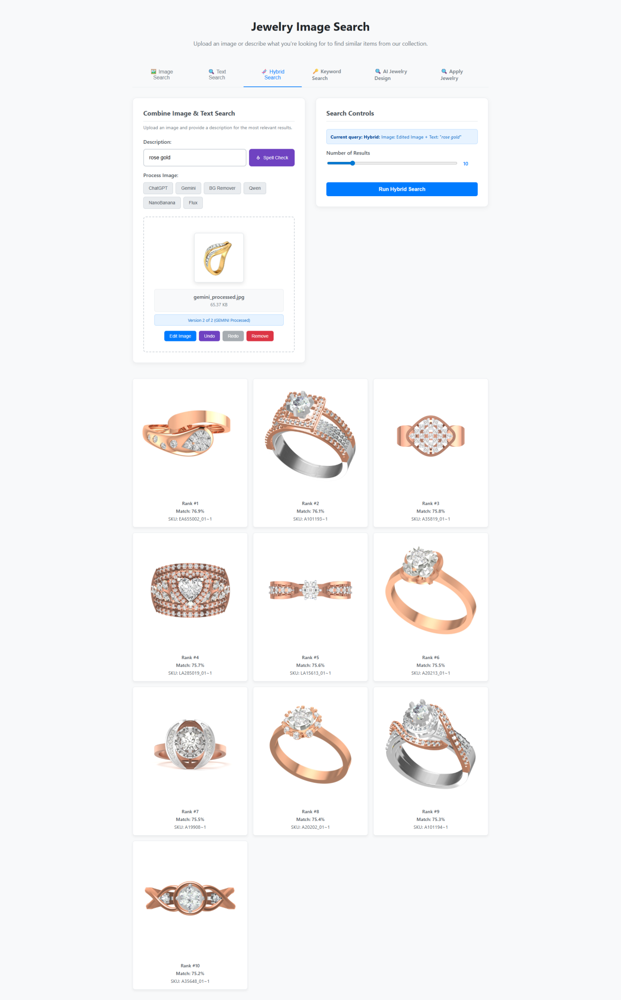 Jewelry Image Search
Upload an image or describe what you're looking for to find similar items from our collection.
Image
Search
Text
Search
Hybrid
Search
Keyword
Search
AI Jewelry
Design
Apply
Jewelry
Combine Image & Text Search
Upload an image and provide a description for the most relevant results.
Description:
rose gold
Spell Check
Process Image:
ChatGPT
Gemini
BG Remover
Qwen
NanoBanana
Flux
gemini_processed.jpg
65.37 KB
Version 2 of 2 (GEMINI Processed)
Edit Image
Undo
Redo
Remove
Search Controls
Current query: Hybrid: Image: Edited Image + Text: "rose gold"
Number of Results
10
Run Hybrid Search
Rank #1
Match: 76.9%
SKU: EA655002_01~1
Rank #2
Match: 76.1%
SKU: A101193~1
Rank #3
Match: 75.8%
SKU: A35819_01~1
Rank #4
Match: 75.7%
SKU: LA285019_01~1
Rank #5
Match: 75.6%
SKU: LA15613_01~1
Rank #6
Match: 75.5%
SKU: A20213_01~1
Rank #7
Match: 75.5%
SKU: A19908~1
Rank #8
Match: 75.4%
SKU: A20202_01~1
Rank #9
Match: 75.3%
SKU: A101194~1
Rank #10
Match: 75.2%
SKU: A35648_01~1